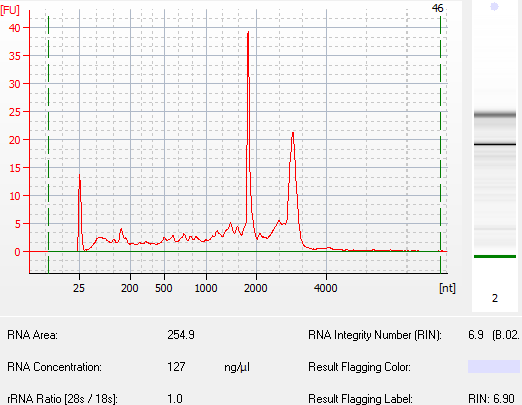 [FU]
46
40
35
30
25
20
15
10
5
0
25 200 500 1000 2000 4000 [nt]
2
RNA Area: 254.9 RNA Integrity Number (RIN): 6.9 (B.02.
RNA Concentration: 127 ng/µl Result Flagging Color:
rRNA Ratio [28s / 18s]: 1.0 Result Flagging Label: RIN: 6.90